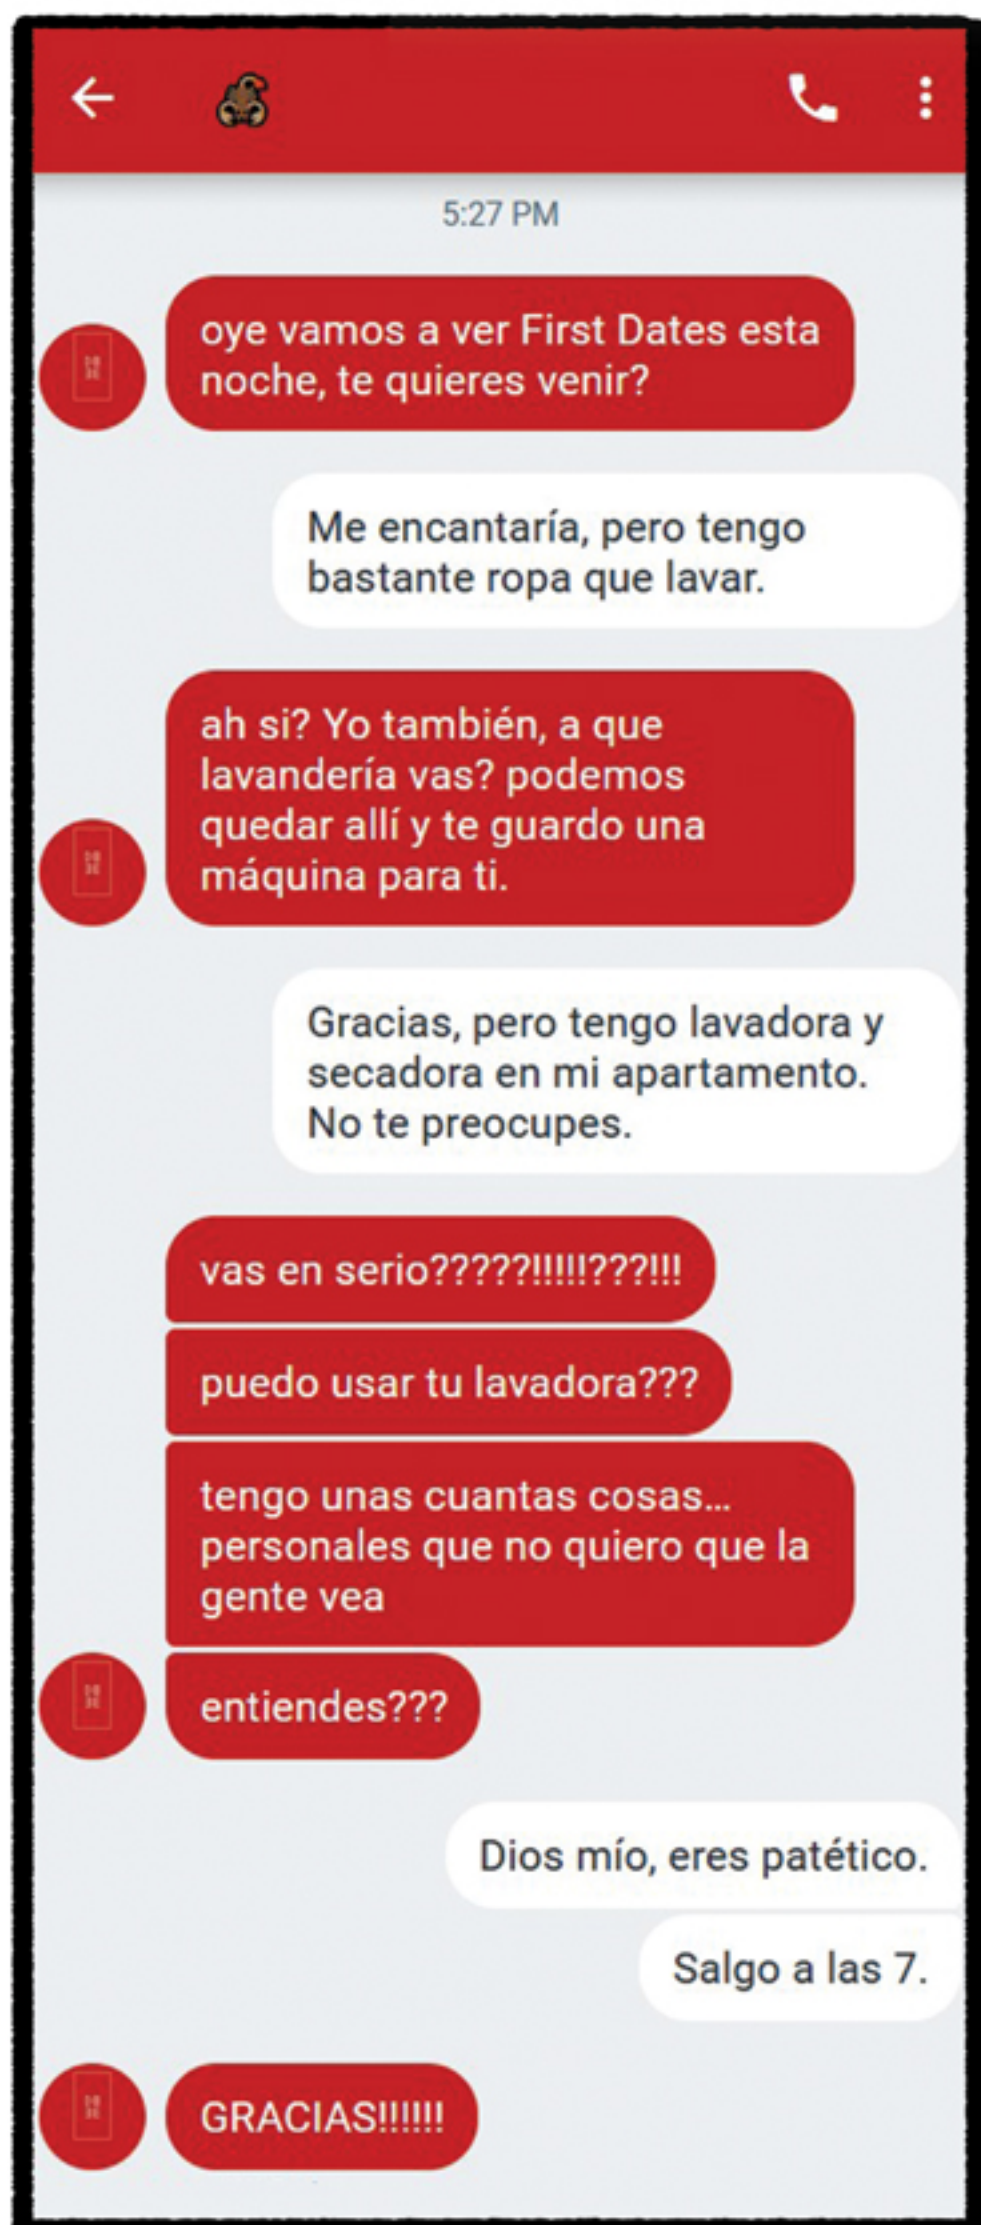 5:27 PM
oye vamos a ver First Dates esta
noche, te quieres venir?
Me encantaría, pero tengo
bastante ropa que lavar.
ah si? Yo también, a que
lavandería vas? podemos
quedar allí y te guardo una
máquina para ti.
Gracias, pero tengo lavadora y
secadora en mi apartamento.
No te preocupes.
vas en serio?????!!!!!???!!!
puedo usar tu lavadora???
tengo unas cuantas cosas...
personales que no quiero que la
gente vea
entiendes???
Dios mío, eres patético.
Salgo a las 7.
GRACIAS!!!!!!